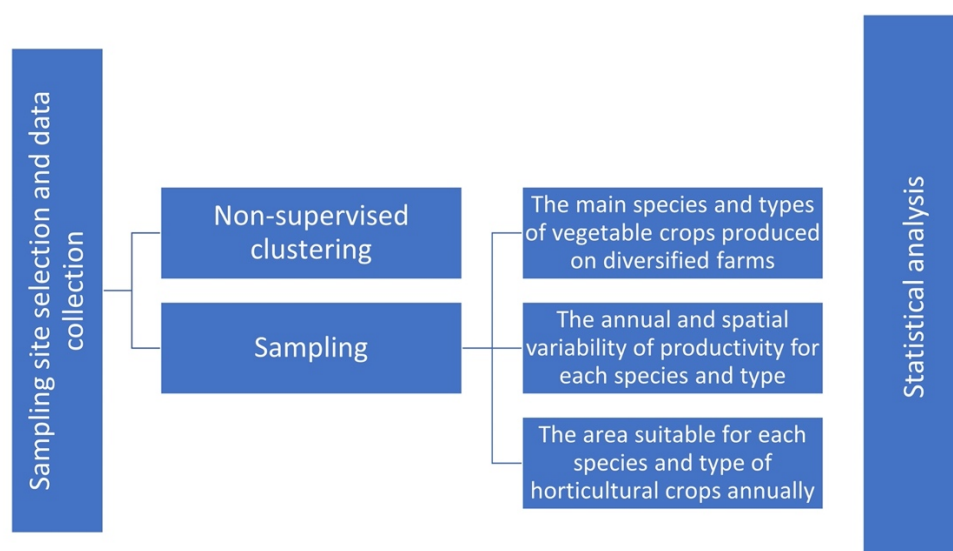 Sampling site selection and data
collection
Non-supervised
clustering
Sampling
The main species and types
of vegetable crops produced
on diversified farms
The annual and spatial
variability of productivity for
each species and type
The area suitable for each
species and type of
horticultural crops annually
Statistical analysis